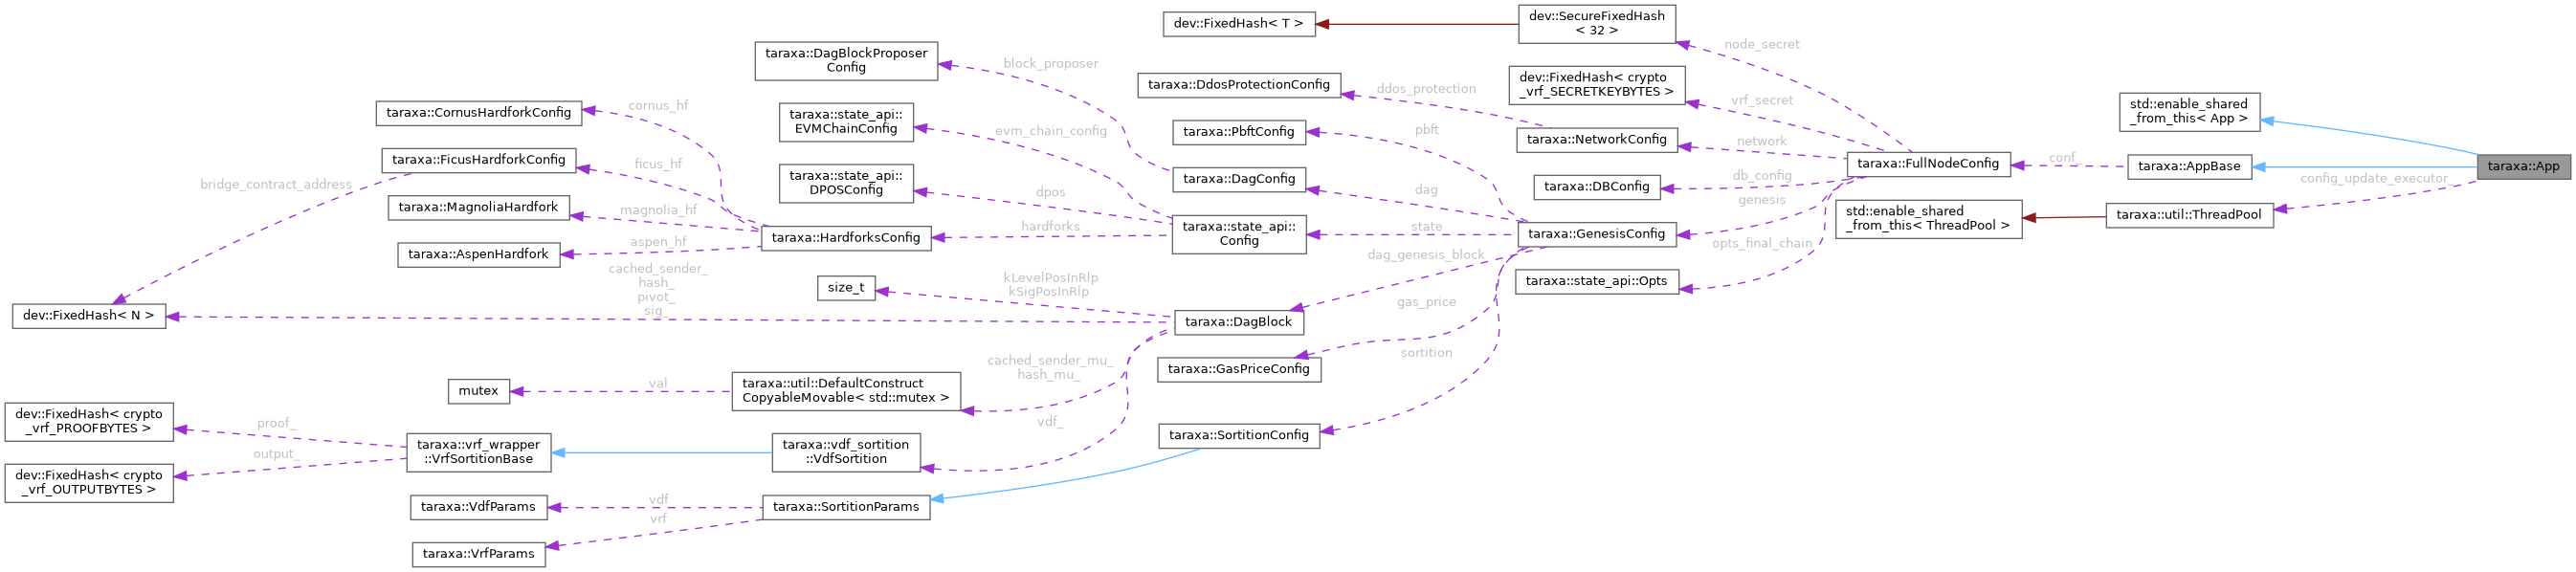 dev::FixedHash< T >
dev::SecureFixedHash
< 32 >
node_secret
taraxa::DagBlockProposer
Config
block_proposer
taraxa::DdosProtectionConfig
ddos_protection
dev::FixedHash< crypto
_vrf_SECRETKEYBYTES >
vrf_secret
std::enable_shared
_from_this< App >
taraxa::CornusHardforkConfig
cornus_hf
taraxa::state_api::
EVMChainConfig
evm_chain_config
taraxa::PbftConfig
pbft
taraxa::NetworkConfig
network
taraxa::FicusHardforkConfig
ficus_hf
bridge_contract_address
taraxa::state_api::
DPOSConfig
dpos
taraxa::DagConfig
dag
taraxa::DBConfig
db_config
genesis
taraxa::FullNodeConfig
conf_
taraxa::AppBase
taraxa::App
config_update_executor_
taraxa::MagnoliaHardfork
magnolia_hf
taraxa::HardforksConfig
hardforks
taraxa::state_api::
Config
state
taraxa::GenesisConfig
std::enable_shared
_from_this< ThreadPool >
taraxa::util::ThreadPool
taraxa::AspenHardfork
aspen_hf
opts_final_chain
dag_genesis_block
taraxa::state_api::Opts
cached_sender_
hash_
pivot_
sig_
size_t
kLevelPosInRlp
kSigPosInRlp
dev::FixedHash< N >
taraxa::DagBlock
gas_price
taraxa::GasPriceConfig
sortition
cached_sender_mu_
hash_mu_
mutex
val
taraxa::util::DefaultConstruct
CopyableMovable< std::mutex >
vdf_
dev::FixedHash< crypto
_vrf_PROOFBYTES >
proof_
taraxa::vrf_wrapper
::VrfSortitionBase
taraxa::vdf_sortition
::VdfSortition
taraxa::SortitionConfig
dev::FixedHash< crypto
_vrf_OUTPUTBYTES >
output_
taraxa::VdfParams
vdf
taraxa::SortitionParams
vrf
taraxa::VrfParams